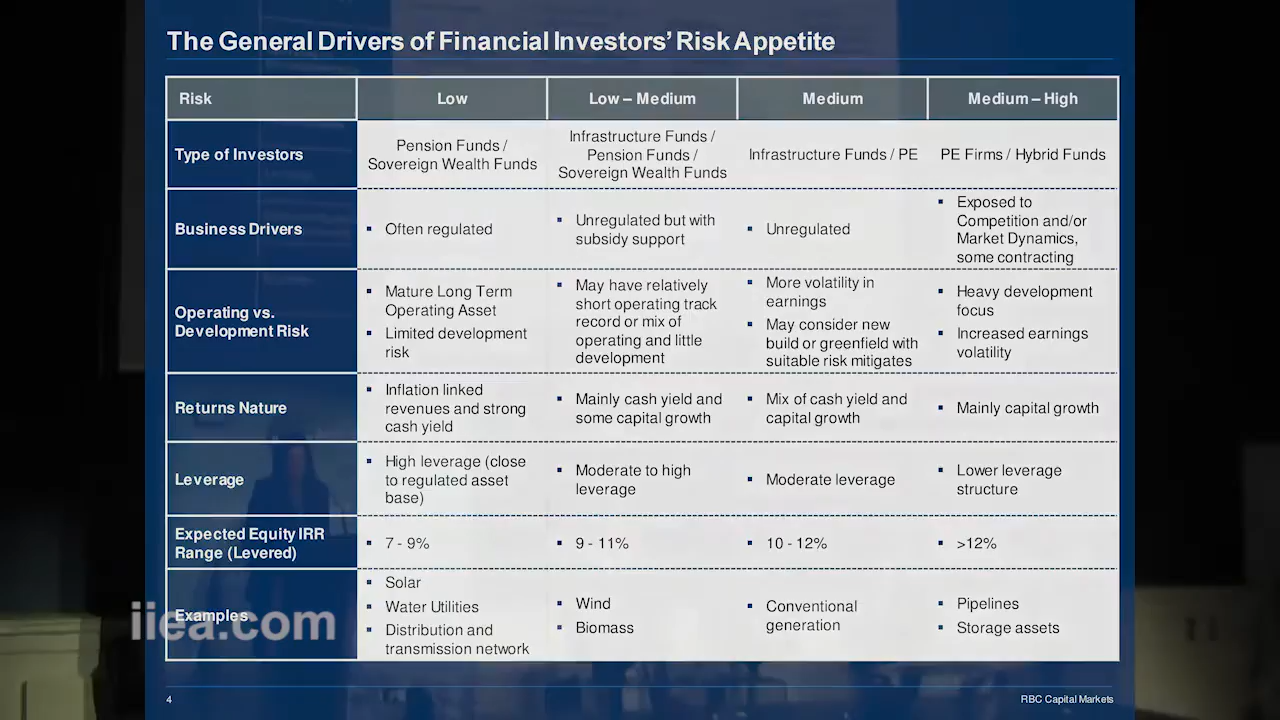 The General Drivers of Financial Investors' Risk Appetite
Risk
Low
Low – Medium
Medium
Medium – High
Type of Investors
Pension Funds /
Sovereign Wealth Funds
Infrastructure Funds /
Pension Funds /
Sovereign Wealth Funds
Infrastructure Funds / PE
PE Firms / Hybrid Funds
Business Drivers
Often regulated
Unregulated but with
subsidy support
Unregulated
Exposed to
Competition and/or
Market Dynamics,
some contracting
Operating vs.
Development Risk
Mature Long Term
Operating Asset
Limited development
risk
May have relatively
short operating track
record or mix of
operating and little
development
More volatility in
earnings
May consider new
build or greenfield with
suitable risk mitigates
Heavy development
focus
Increased earnings
volatility
Returns Nature
Inflation linked
revenues and strong
cash yield
Mainly cash yield and
some capital growth
Mix of cash yield and
capital growth
Mainly capital growth
Leverage
High leverage (close
to regulated asset
base)
Moderate to high
leverage
Moderate leverage
Lower leverage
structure
Expected Equity IRR
Range (Levered)
7 - 9%
9 - 11%
10 - 12%
>12%
Examples
Solar
Water Utilities
Distribution and
transmission network
Wind
Biomass
Conventional
generation
Pipelines
Storage assets
iiea.com
4
RBC Capital Markets